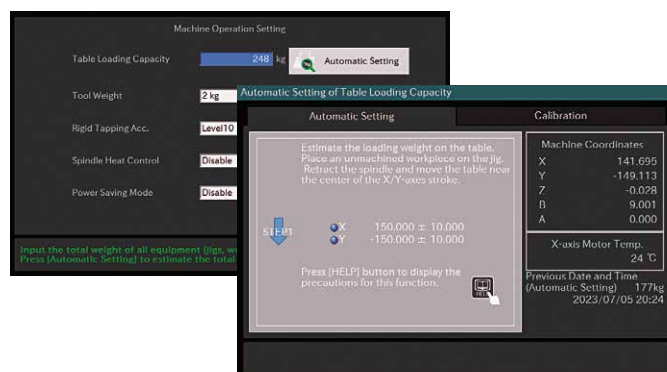 Machine Operation Setting
Table Loading Capacity
248 kg
Automatic Setting
Tool Weight
2 kg
Rigid Tapping Acc.
Level10
Spindle Heat Control
Disable
Power Saving Mode
Disable
Input the total weight of all equipment (jigs,
Press [Automatic Setting] to estimate the total
Automatic Setting of Table Loading Capacity
Automatic Setting
Calibration
Estimate the loading weight on the table.
Place an unmachined workpiece on the jig.
Retract the spindle and move the table near
the center of the X/Y-axes stroke.
STEP1
X 150.000 ± 10.000
Y -150.000 ± 10.000
Press [HELP] button to display the
precautions for this function.
HELP
Machine Coordinates
X 141.695
Y -149.113
Z -0.028
B 9.001
A 0.000
X-axis Motor Temp.
24 ℃
Previous Date and Time
(Automatic Setting) 177kg
2023/07/05 20:24